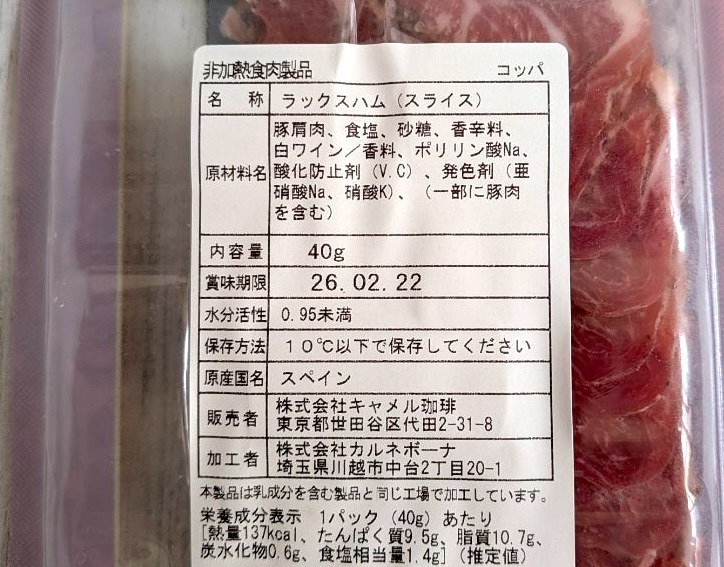 非加熱食肉製品 コッパ
名 称 ラックスハム（スライス）
原材料名 豚肩肉、食塩、砂糖、香辛料、
白ワイン／香料、ポリリン酸Na、
酸化防止剤（V.C）、発色剤（亜
硝酸Na、硝酸K）、（一部に豚肉
を含む）
内容量 40g
賞味期限 26.02.22
水分活性 0.95未満
保存方法 １０℃以下で保存してください
原産国名 スペイン
販売者 株式会社キャメル珈琲
東京都世田谷区代田2-31-8
加工者 株式会社カルネボーナ
埼玉県川越市中台2丁目20-1
本製品は乳成分を含む製品と同じ工場で加工しています。
栄養成分表示 1パック（40g）あたり
[熱量137kcal、たんぱく質9.5g、脂質10.7g、
炭水化物0.6g、食塩相当量1.4g]（推定値）